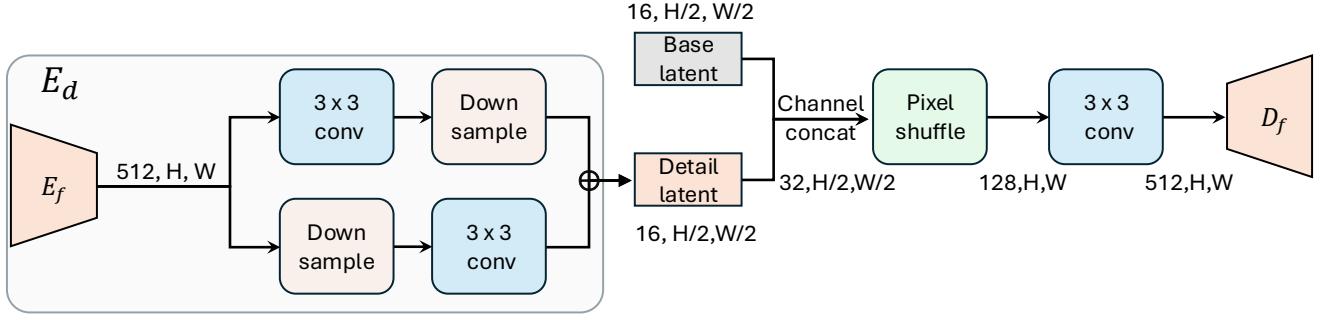 E_d
E_f
512, H, W
3 x 3
conv
Down
sample
Down
sample
3 x 3
conv
16, H/2, W/2
Base
latent
Detail
latent
16, H/2,W/2
Channel
concat
32,H/2,W/2
Pixel
shuffle
128,H,W
3 x 3
conv
512,H,W
D_f